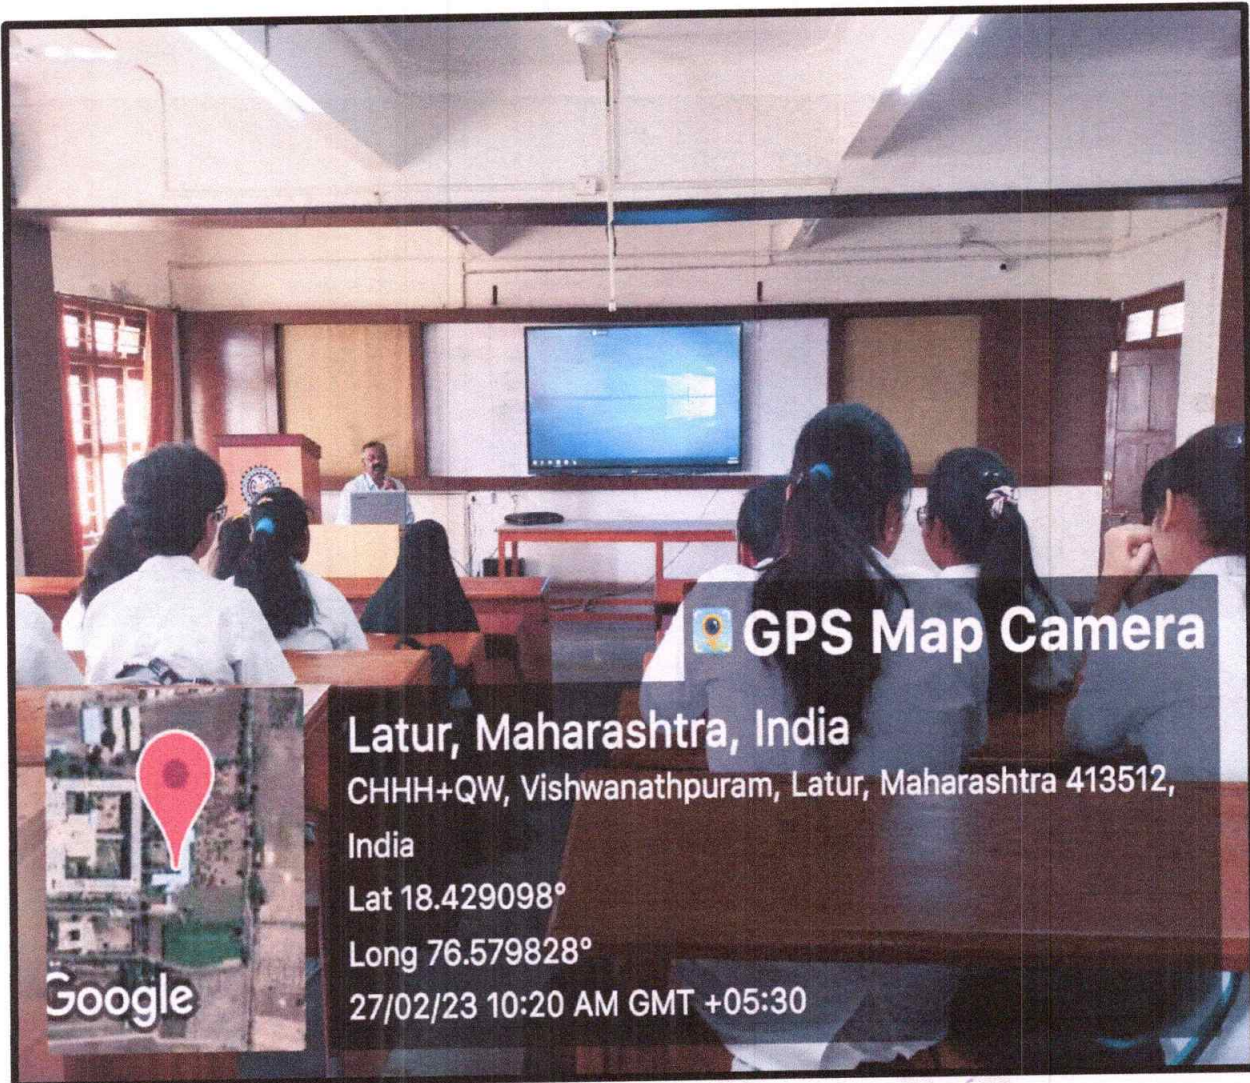 GPS Map Camera
Latur, Maharashtra, India
CHHH+QW, Vishwanathpuram, Latur, Maharashtra 413512,
India
Lat 18.429098°
Long 76.579828°
27/02/23 10:20 AM GMT +05:30
Google